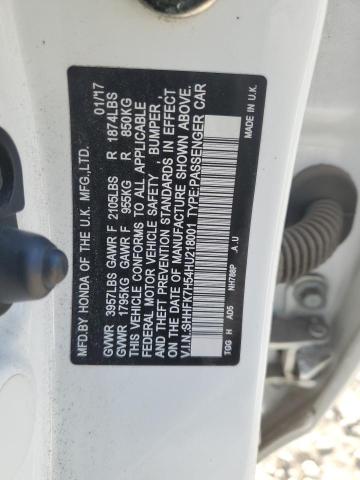 MFD.BY HONDA OF THE U.K. MFG.,LTD. 01/17
GVWR 3957LBS GAWR F 2105LBS R 1874LBS
GVWR 1795KG GAWR F 955KG R 850KG
THIS VEHICLE CONFORMS TO ALL APPLICABLE
FEDERAL MOTOR VEHICLE SAFETY , BUMPER ,
AND THEFT PREVENTION STANDARDS IN EFFECT
ON THE DATE OF MANUFACTURE SHOWN ABOVE.
V.I.N.:SHHFK7H54HU218001 TYPE:PASSENGER CAR
TGG H AD5 NH788P A.U
MADE IN U.K.